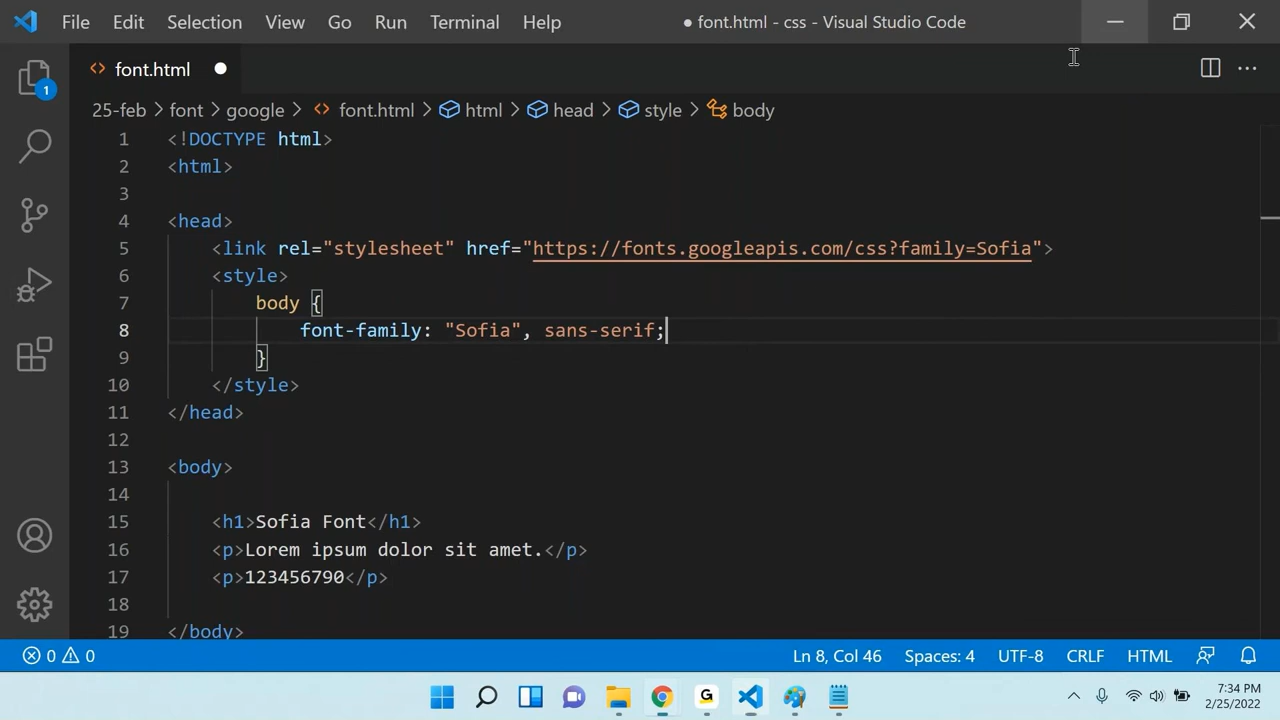 File Edit Selection View Go Run Terminal Help ● font.html - css - Visual Studio Code
font.html
1
25-feb > font > google > font.html > html > head > style > body
1 <!DOCTYPE html>
2 <html>
3
4 <head>
5 <link rel="stylesheet" href="https://fonts.googleapis.com/css?family=Sofia">
6 <style>
7 body {
8 font-family: "Sofia", sans-serif;
9 }
10 </style>
11 </head>
12
13 <body>
14
15 <h1>Sofia Font</h1>
16 <p>Lorem ipsum dolor sit amet.</p>
17 <p>123456790</p>
18
19 </body>
0 0 Ln 8, Col 46 Spaces: 4 UTF-8 CRLF HTML
G
7:34 PM
2/25/2022